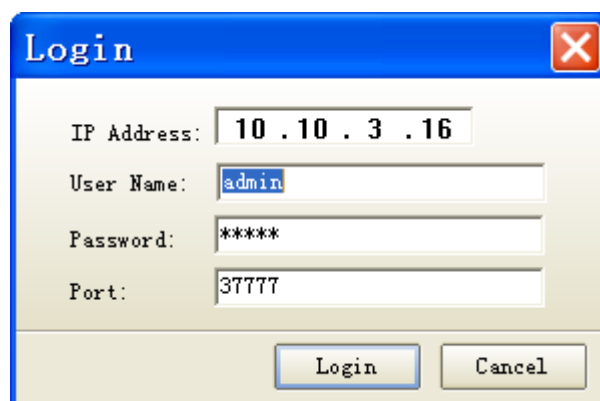 Login
IP Address: 10 . 10 . 3 . 16
User Name: admin
Password: *****
Port: 37777
Login Cancel